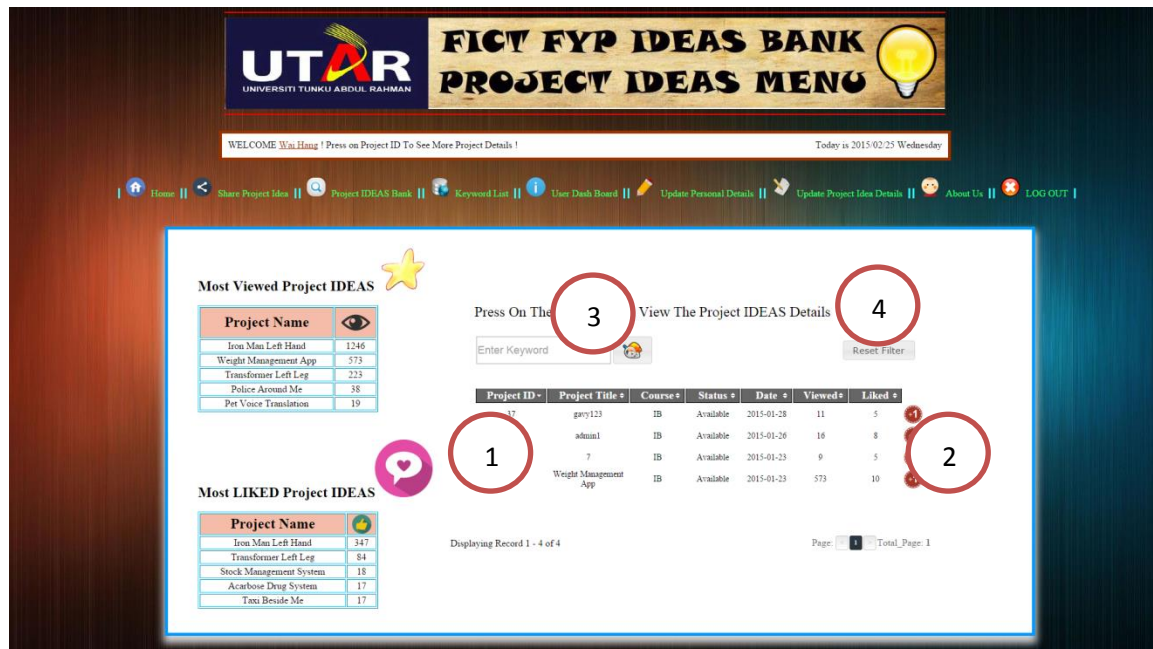 UTAR
UNIVERSITI TUNKU ABDUL RAHMAN
FICT FYP IDEAS BANK
PROJECT IDEAS MENU
WELCOME Wai Hang ! Press on Project ID To See More Project Details !
Today is 2015/02/25 Wednesday
| Home || Share Project Idea || Project IDEAS Bank || Keyword List || User Dash Board || Update Personal Details || Update Project Idea Details || About Us || LOG OUT |
Most Viewed Project IDEAS
Project Name
Iron Man Left Hand 1246
Weight Management App 573
Transformer Left Leg 223
Police Around Me 38
Pet Voice Translation 19
Most LIKED Project IDEAS
Project Name
Iron Man Left Hand 347
Transformer Left Leg 84
Stock Management System 18
Acarbose Drug System 17
Taxi Beside Me 17
Press On The View The Project IDEAS Details
3
4
Enter Keyword
Reset Filter
Project ID Project Title Course Status Date Viewed Liked
37 gavy123 IB Available 2015-01-28 11 5
admin1 IB Available 2015-01-26 16 8
7 IB Available 2015-01-23 9 5
Weight Management App IB Available 2015-01-23 573 10
1
2
Displaying Record 1 - 4 of 4
Page: 1 Total_Page: 1